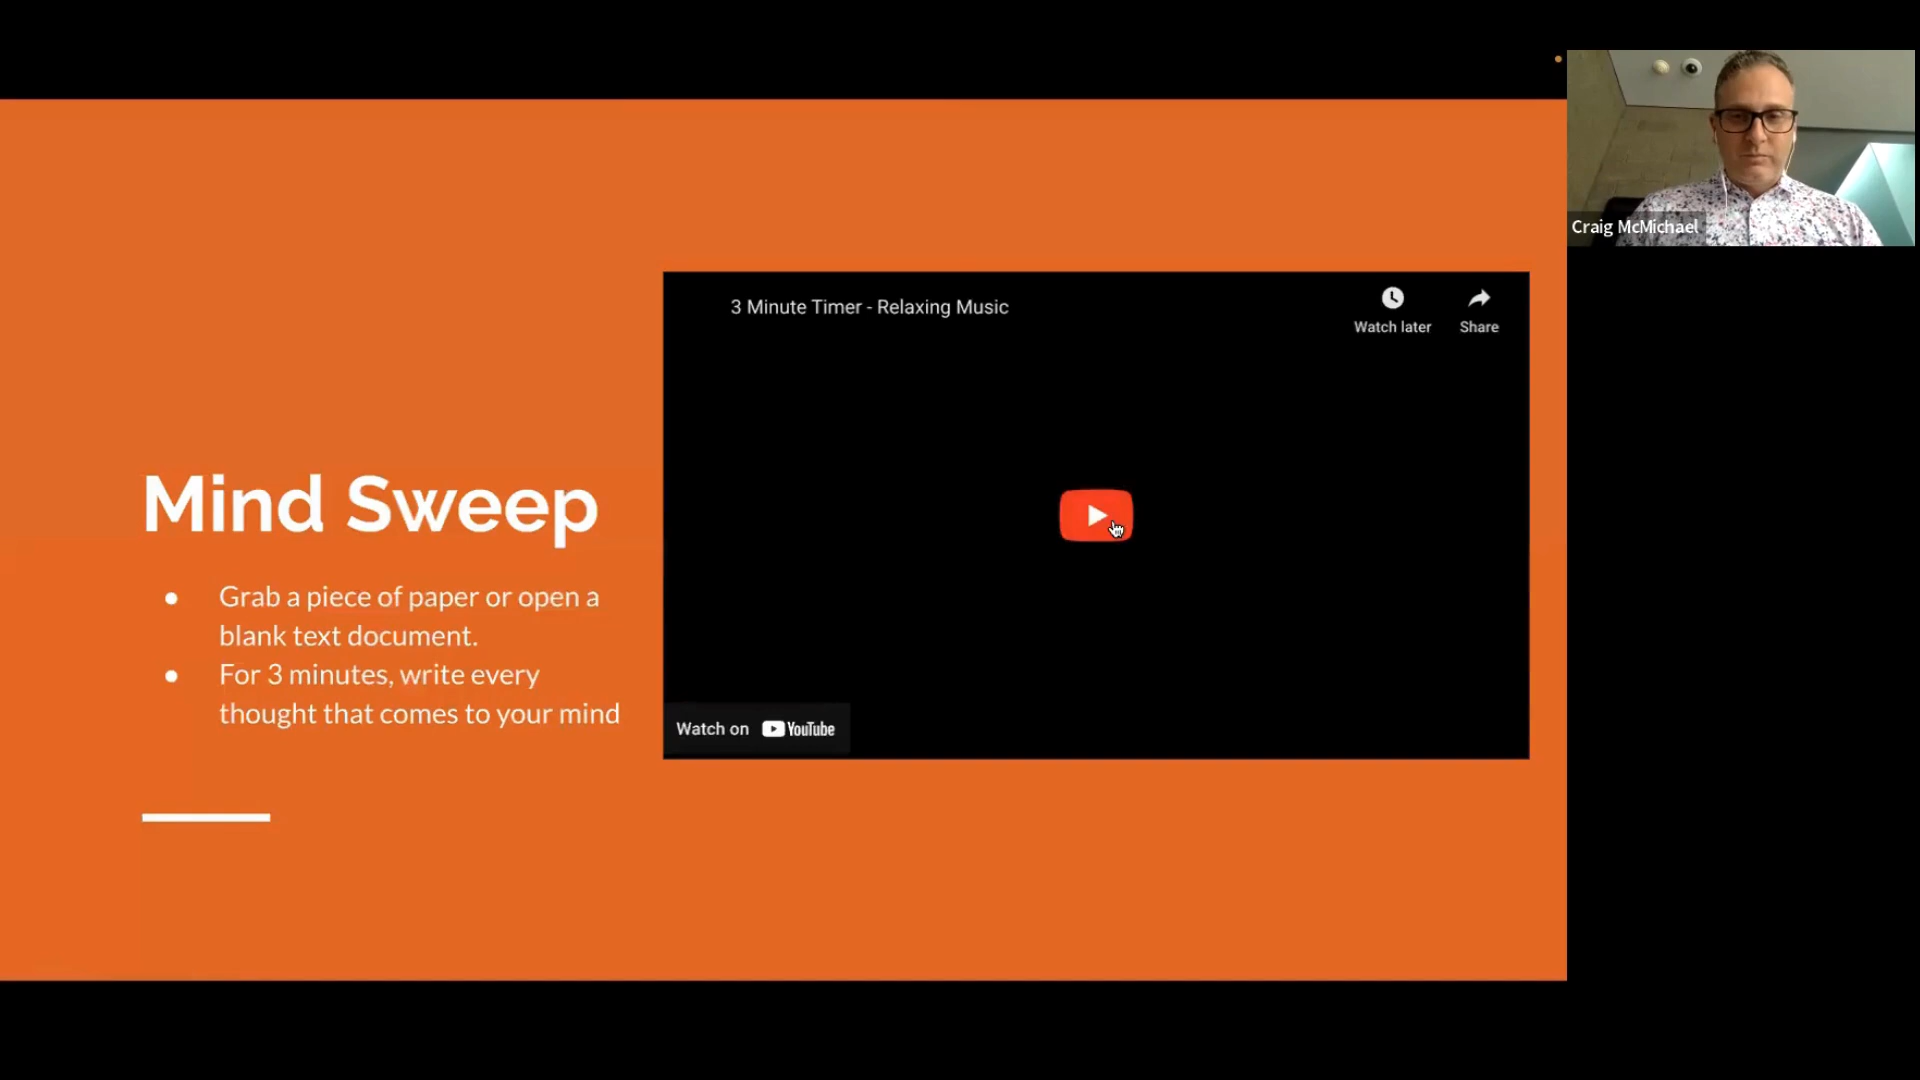 Craig McMichael
3 Minute Timer - Relaxing Music
Watch later
Share
Mind Sweep
● Grab a piece of paper or open a
blank text document.
● For 3 minutes, write every
thought that comes to your mind
Watch on YouTube